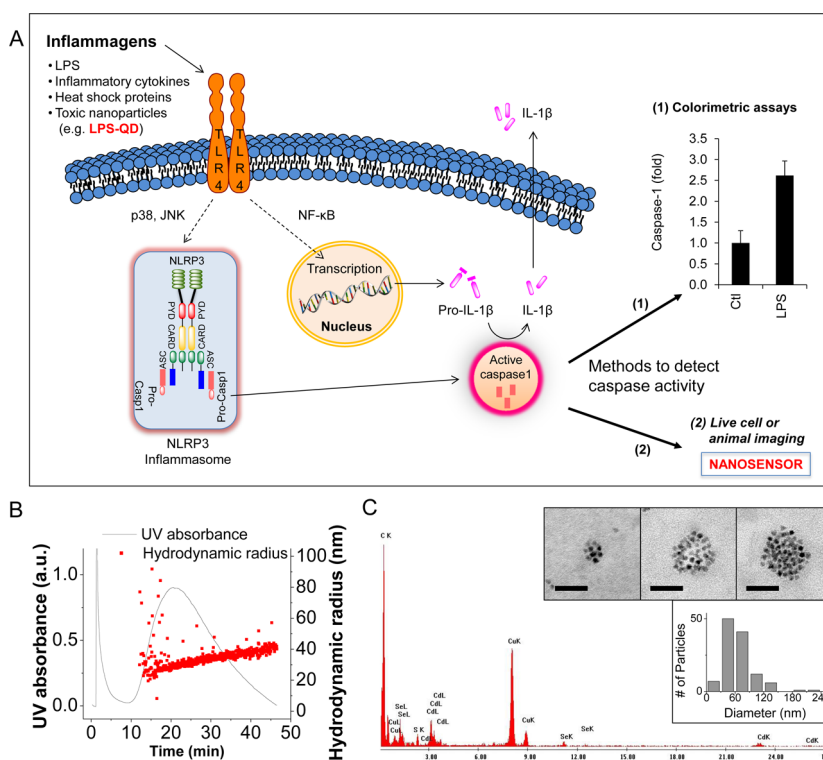 A
Inflammagens
• LPS
• Inflammatory cytokines
• Heat shock proteins
• Toxic nanoparticles
(e.g. LPS-QD)
T L R 4
T L R 4
p38, JNK
NF-κB
NLRP3
PYD
PYD
CARD
CARD
ASC
ASC
Pro-
Casp1
Pro-Casp1
NLRP3
Inflammasome
Transcription
Nucleus
Pro-IL-1β
IL-1β
IL-1β
Active
caspase1
(1) Colorimetric assays
Caspase-1 (fold)
3.5
3.0
2.5
2.0
1.5
1.0
0.5
0.0
Ctl
LPS
(1)
Methods to detect
caspase activity
(2)
(2) Live cell or
animal imaging
NANOSENSOR
B
UV absorbance
Hydrodynamic radius
UV absorbance (a.u.)
1.0
0.5
0.0
0 10 20 30 40 50
Time (min)
100
80
60
40
20
0
Hydrodynamic radius (nm)
C
C K
CuL
CuL
SeL
SeL
S K
CdL
CdL
CdL
CdL
CuK
CuK
SeK
SeK
CdK
CdK
3.00 6.00 9.00 12.00 15.00 18.00 21.00 24.00
# of Particles
50
0
0 60 120 180
Diameter (nm)